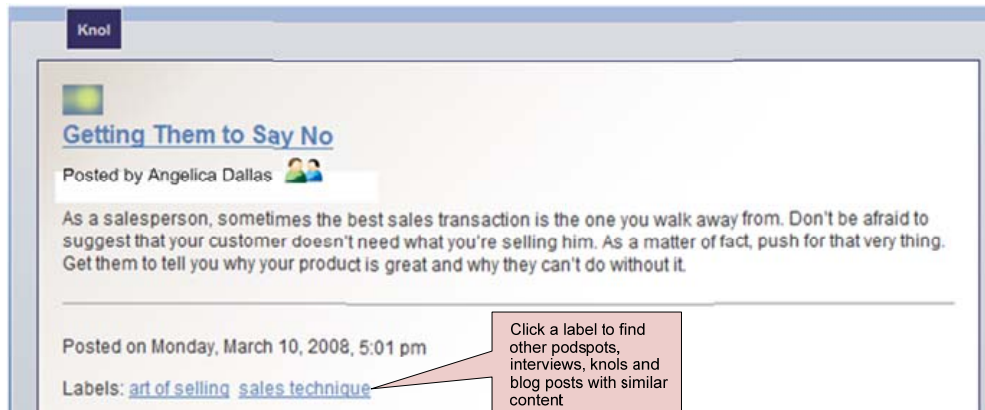 Knol
Getting Them to Say No
Posted by Angelica Dallas
As a salesperson, sometimes the best sales transaction is the one you walk away from. Don't be afraid to
suggest that your customer doesn't need what you're selling him. As a matter of fact, push for that very thing.
Get them to tell you why your product is great and why they can't do without it.
Posted on Monday, March 10, 2008, 5:01 pm
Labels: art of selling sales technique
Click a label to find
other podspots,
interviews, knols and
blog posts with similar
content